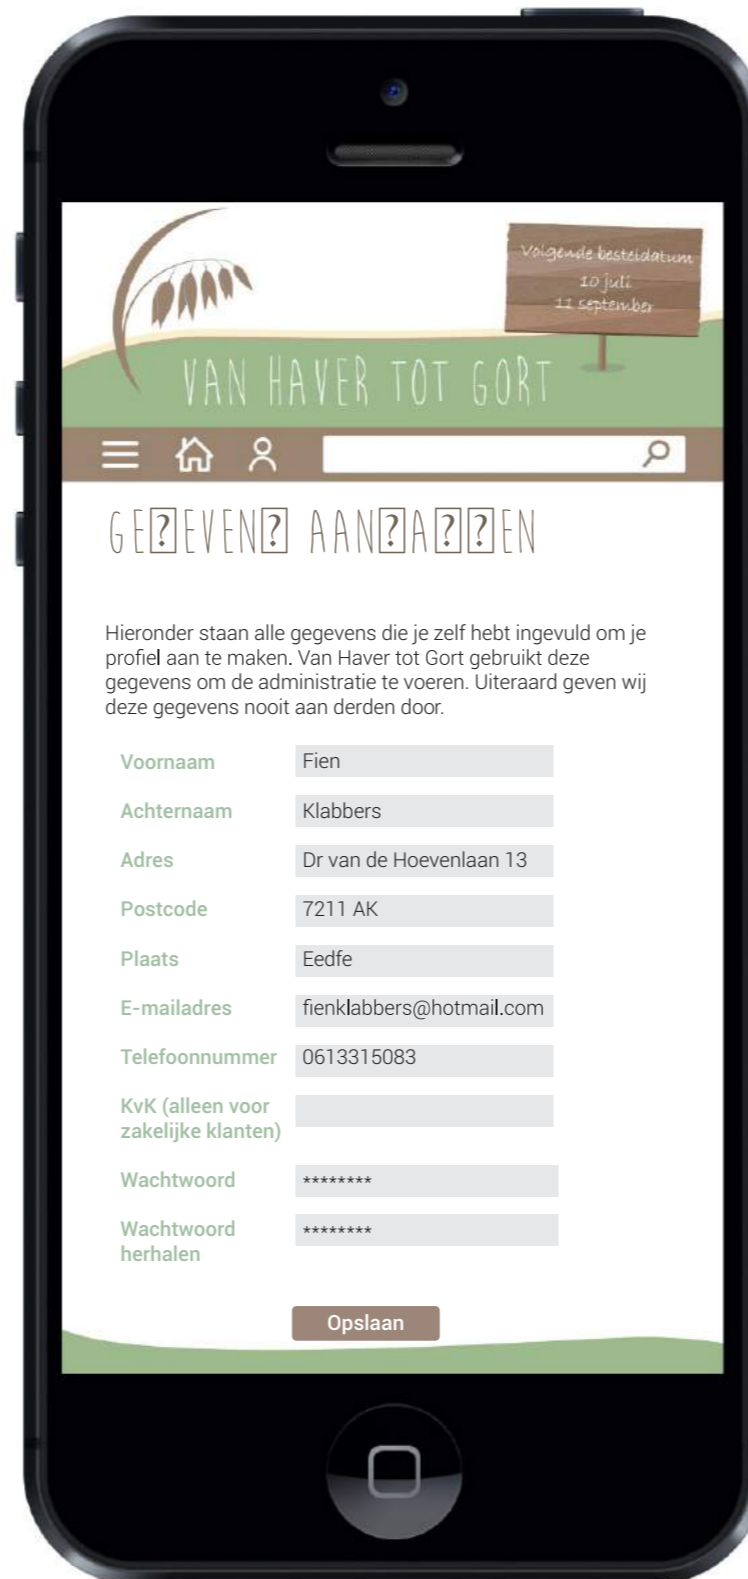 Volgende besteldatum
10 juli
11 september
VAN HAVER TOT GORT
GE?EVEN? AAN?A??EN
Hieronder staan alle gegevens die je zelf hebt ingevuld om je
profiel aan te maken. Van Haver tot Gort gebruikt deze
gegevens om de administratie te voeren. Uiteraard geven wij
deze gegevens nooit aan derden door.
Voornaam Fien
Achternaam Klabbers
Adres Dr van de Hoevenlaan 13
Postcode 7211 AK
Plaats Eedfe
E-mailadres fienklabbers@hotmail.com
Telefoonnummer 0613315083
KvK (alleen voor
zakelijke klanten)
Wachtwoord ********
Wachtwoord ********
herhalen
Opslaan